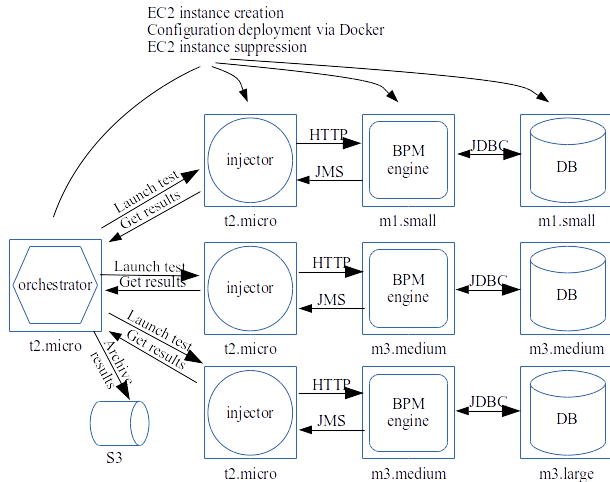 EC2 instance creation
Configuration deployment via Docker
EC2 instance suppression
injector
HTTP
JMS
BPM
engine
JDBC
DB
Launch test
Get results
t2.micro
m1.small
m1.small
orchestrator
t2.micro
Launch test
Get results
injector
HTTP
JMS
BPM
engine
JDBC
DB
t2.micro
m3.medium
m3.medium
Launch test
Get results
Archive
results
S3
injector
HTTP
JMS
BPM
engine
JDBC
DB
t2.micro
m3.medium
m3.large